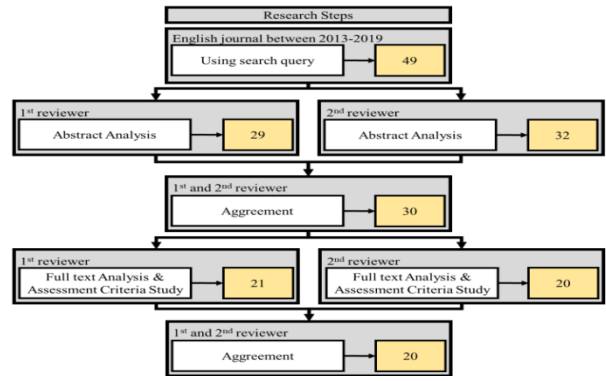 Research Steps
English journal between 2013-2019
Using search query
49
1st reviewer
Abstract Analysis
29
2nd reviewer
Abstract Analysis
32
1st and 2nd reviewer
Aggreement
30
1st reviewer
Full text Analysis &
Assessment Criteria Study
21
2nd reviewer
Full text Analysis &
Assessment Criteria Study
20
1st and 2nd reviewer
Aggreement
20